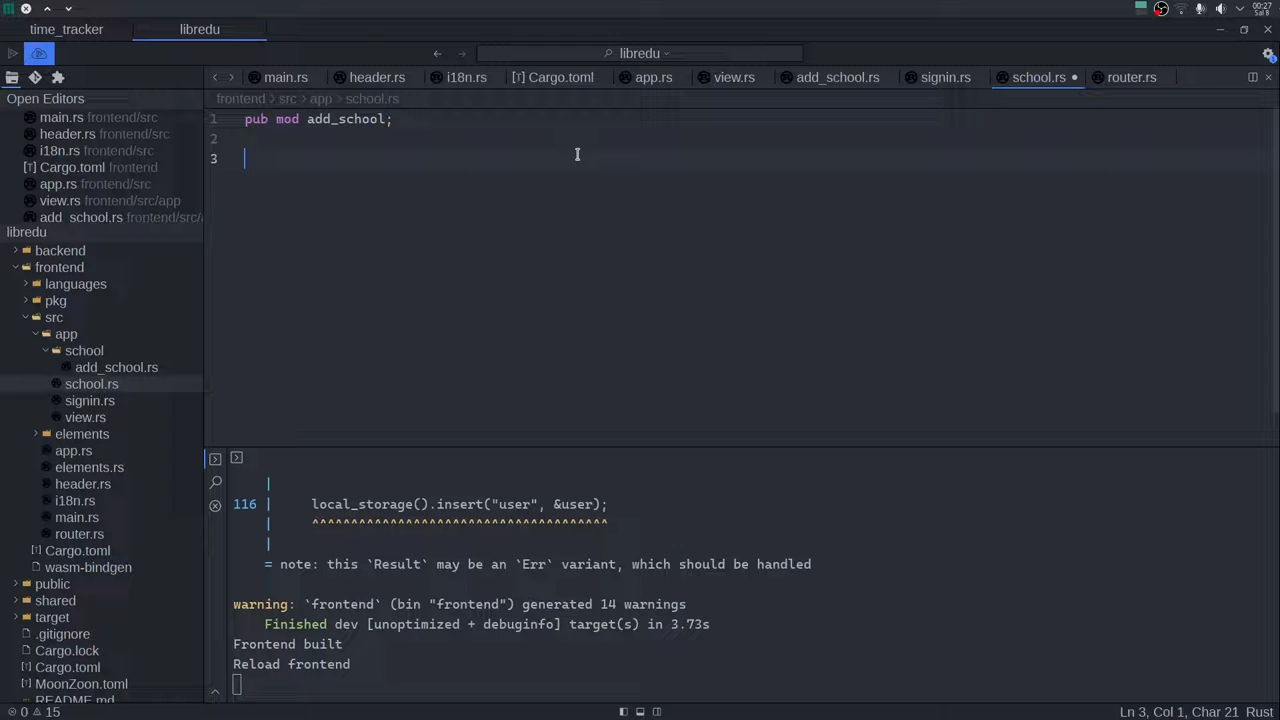 00:27
Sal 8
time_tracker
libredu
libredu
main.rs
header.rs
i18n.rs
[T] Cargo.toml
app.rs
view.rs
add_school.rs
signin.rs
school.rs
router.rs
Open Editors
frontend
src
app
school.rs
main.rs frontend/src
header.rs frontend/src
i18n.rs frontend/src
[T] Cargo.toml frontend
app.rs frontend/src
view.rs frontend/src/app
add_school.rs frontend/src/a
libredu
backend
frontend
languages
pkg
src
app
school
add_school.rs
school.rs
signin.rs
view.rs
elements
app.rs
elements.rs
header.rs
i18n.rs
main.rs
router.rs
[T] Cargo.toml
wasm-bindgen
public
shared
target
.gitignore
Cargo.lock
[T] Cargo.toml
[T] MoonZoon.toml
README.md
1 pub mod add_school;
2
3
|
116 | local_storage().insert("user", &user);
| ^^^^^^^^^^^^^^^^^^^^^^^^^^^^^^^^^^^^^^
|
= note: this `Result` may be an `Err` variant, which should be handled
warning: `frontend` (bin "frontend") generated 14 warnings
Finished dev [unoptimized + debuginfo] target(s) in 3.73s
Frontend built
Reload frontend
0 15
Ln 3, Col 1, Char 21 Rust